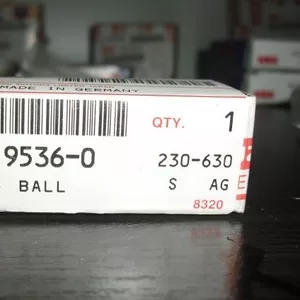 MADE IN GERMANY
QTY. 1
9536-0 230-630
BALL S AG
8320